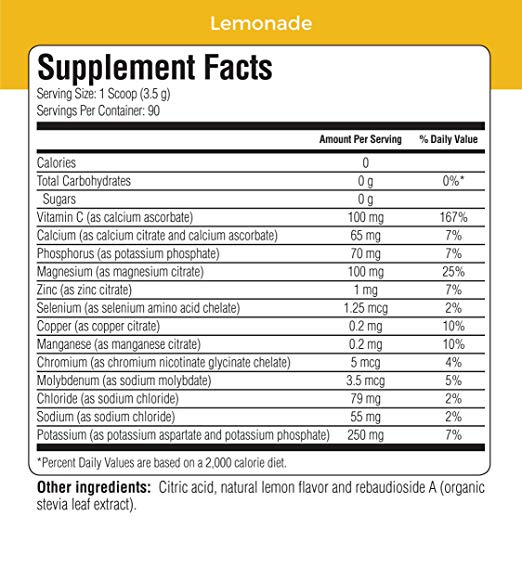 Lemonade
Supplement Facts
Serving Size: 1 Scoop (3.5 g)
Servings Per Container: 90
Amount Per Serving % Daily Value
Calories 0
Total Carbohydrates 0 g 0%*
Sugars 0 g
Vitamin C (as calcium ascorbate) 100 mg 167%
Calcium (as calcium citrate and calcium ascorbate) 65 mg 7%
Phosphorus (as potassium phosphate) 70 mg 7%
Magnesium (as magnesium citrate) 100 mg 25%
Zinc (as zinc citrate) 1 mg 7%
Selenium (as selenium amino acid chelate) 1.25 mcg 2%
Copper (as copper citrate) 0.2 mg 10%
Manganese (as manganese citrate) 0.2 mg 10%
Chromium (as chromium nicotinate glycinate chelate) 5 mcg 4%
Molybdenum (as sodium molybdate) 3.5 mcg 5%
Chloride (as sodium chloride) 79 mg 2%
Sodium (as sodium chloride) 55 mg 2%
Potassium (as potassium aspartate and potassium phosphate) 250 mg 7%
*Percent Daily Values are based on a 2,000 calorie diet.
Other ingredients: Citric acid, natural lemon flavor and rebaudioside A (organic
stevia leaf extract).